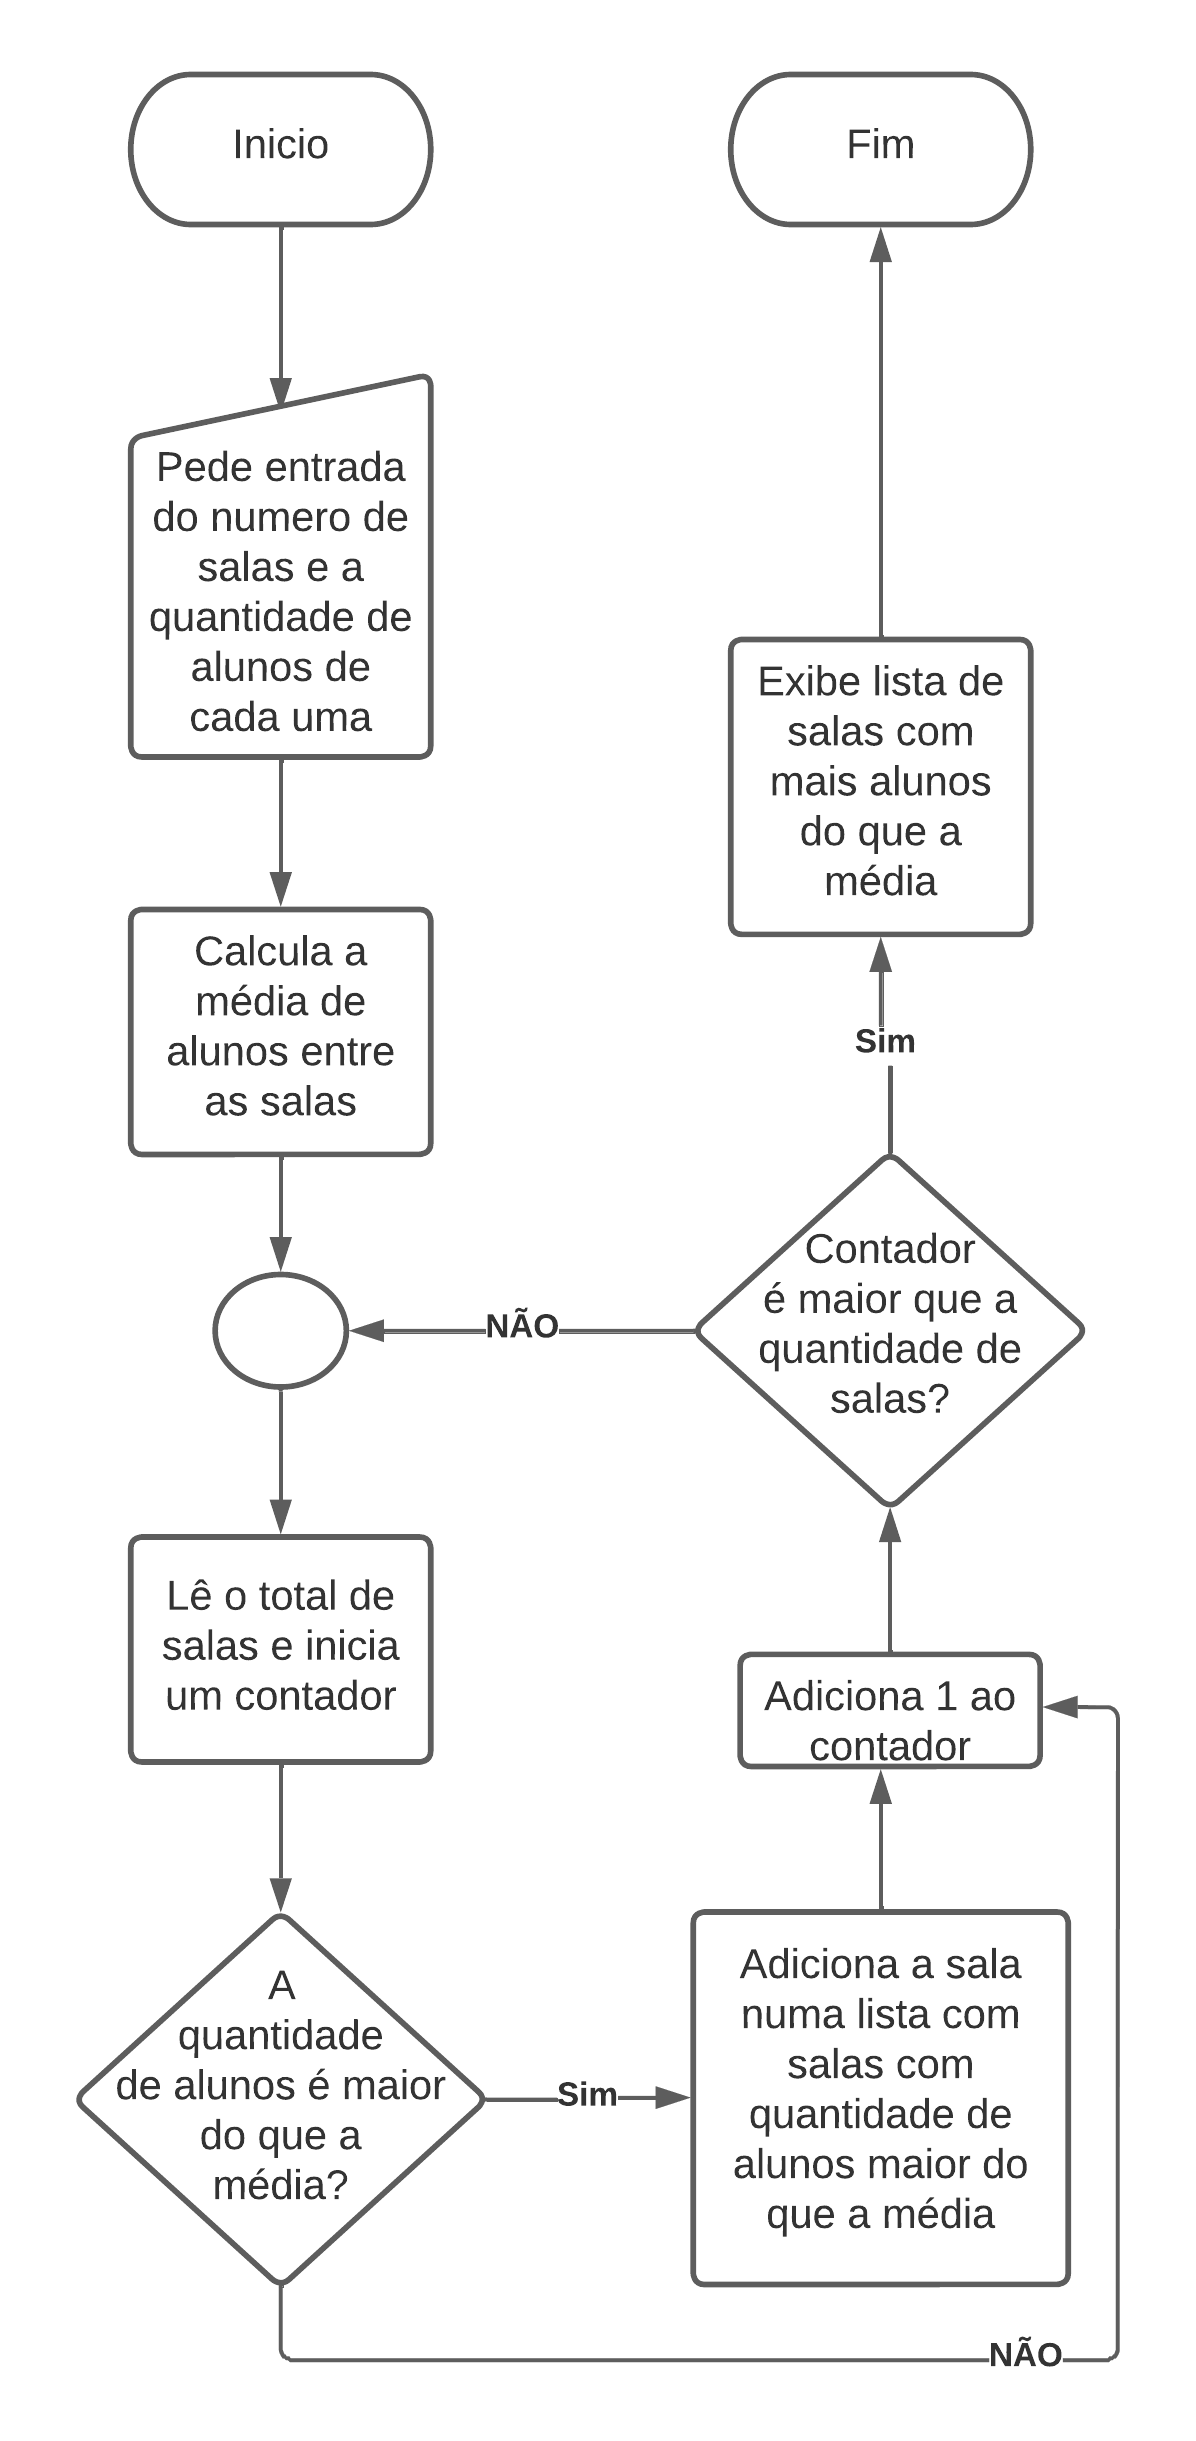 Inicio
Pede entrada
do numero de
salas e a
quantidade de
alunos de
cada uma
Calcula a
média de
alunos entre
as salas
Lê o total de
salas e inicia
um contador
A
quantidade
de alunos é maior
do que a
média?
Sim
NÃO
Adiciona a sala
numa lista com
salas com
quantidade de
alunos maior do
que a média
Adiciona 1 ao
contador
Contador
é maior que a
quantidade de
salas?
NÃO
Sim
Exibe lista de
salas com
mais alunos
do que a
média
Fim